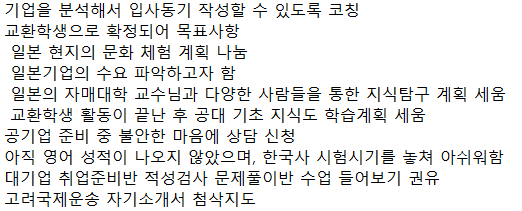 기업을 분석해서 입사동기 작성할 수 있도록 코칭
교환학생으로 확정되어 목표사항
일본 현지의 문화 체험 계획 나눔
일본기업의 수요 파악하고자 함
일본의 자매대학 교수님과 다양한 사람들을 통한 지식탐구 계획 세움
교환학생 활동이 끝난 후 공대 기초 지식도 학습계획 세움
공기업 준비 중 불안한 마음에 상담 신청
아직 영어 성적이 나오지 않았으며, 한국사 시험시기를 놓쳐 아쉬워함
대기업 취업준비반 적성검사 문제풀이반 수업 들어보기 권유
고려국제운송 자기소개서 첨삭지도